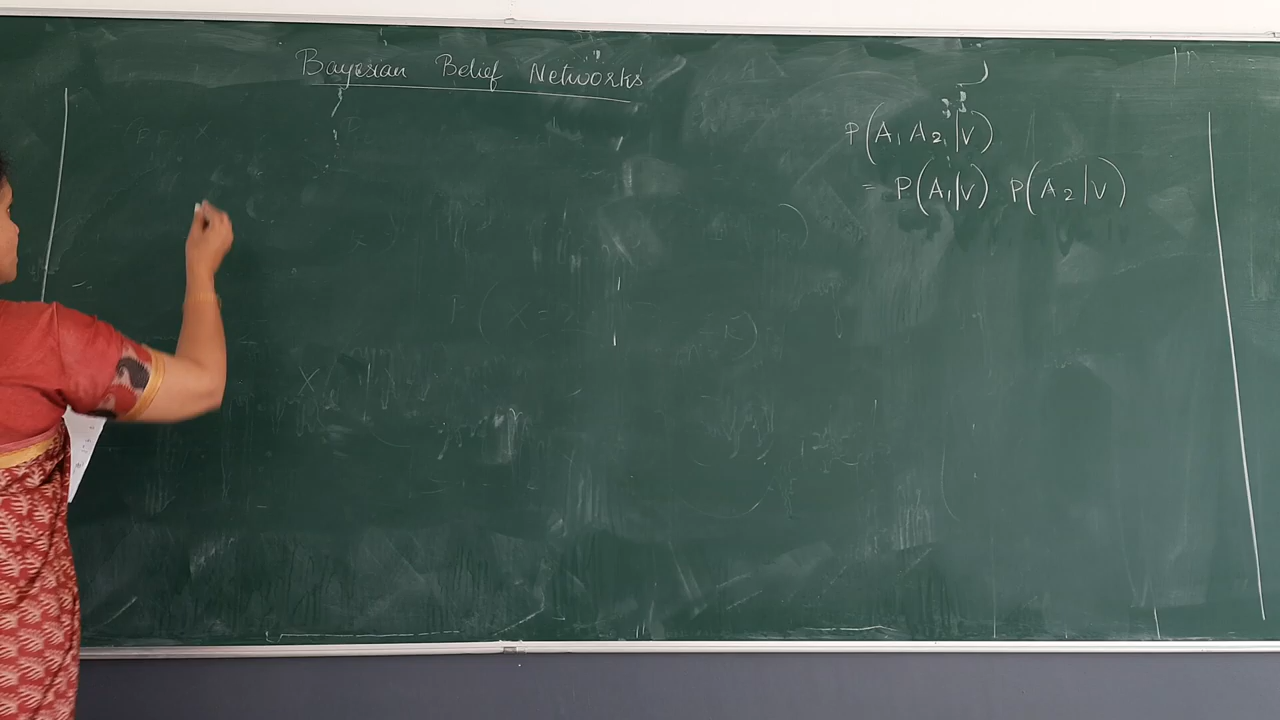 Bayesian Belief Networks
P(A₁ A₂ | V)
= P(A₁|V) P(A₂|V)